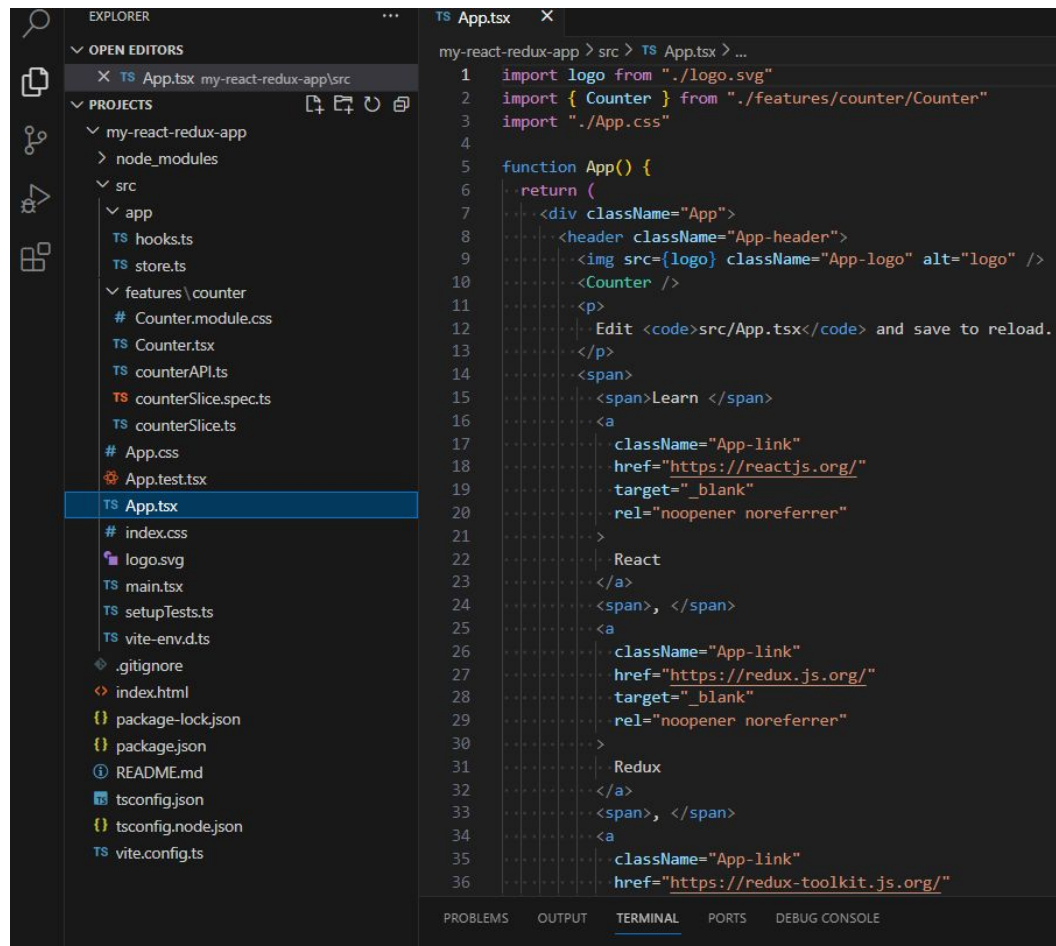 EXPLORER
...
OPEN EDITORS
TS App.tsx my-react-redux-app\src
PROJECTS
my-react-redux-app
node_modules
src
app
TS hooks.ts
TS store.ts
features\counter
# Counter.module.css
TS Counter.tsx
TS counterAPI.ts
TS counterSlice.spec.ts
TS counterSlice.ts
# App.css
App.test.tsx
TS App.tsx
# index.css
logo.svg
TS main.tsx
TS setupTests.ts
TS vite-env.d.ts
.gitignore
<> index.html
{} package-lock.json
{} package.json
README.md
TS tsconfig.json
{} tsconfig.node.json
TS vite.config.ts
TS App.tsx
my-react-redux-app > src > TS App.tsx > ...
1 import logo from "./logo.svg"
2 import { Counter } from "./features/counter/Counter"
3 import "./App.css"
4
5 function App() {
6 return (
7 <div className="App">
8 <header className="App-header">
9 <img src={logo} className="App-logo" alt="logo" />
10 <Counter />
11 <p>
12 Edit <code>src/App.tsx</code> and save to reload.
13 </p>
14 <span>
15 <span>Learn </span>
16 <a
17 className="App-link"
18 href="https://reactjs.org/"
19 target="_blank"
20 rel="noopener noreferrer"
21 >
22 React
23 </a>
24 <span>, </span>
25 <a
26 className="App-link"
27 href="https://redux.js.org/"
28 target="_blank"
29 rel="noopener noreferrer"
30 >
31 Redux
32 </a>
33 <span>, </span>
34 <a
35 className="App-link"
36 href="https://redux-toolkit.js.org/"
PROBLEMS OUTPUT TERMINAL PORTS DEBUG CONSOLE